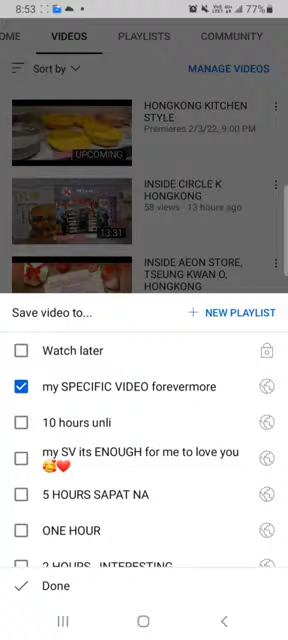 8:53
77%
OME VIDEOS PLAYLISTS COMMUNITY
Sort by
MANAGE VIDEOS
HONGKONG KITCHEN
STYLE
Premieres 2/3/22, 9:00 PM
UPCOMING
INSIDE CIRCLE K
HONGKONG
58 views · 13 hours ago
13:31
INSIDE AEON STORE,
TSEUNG KWAN O,
HONGKONG
Save video to...
+ NEW PLAYLIST
Watch later
my SPECIFIC VIDEO forevermore
10 hours unli
my SV its ENOUGH for me to love you
🥰❤️
5 HOURS SAPAT NA
ONE HOUR
2 HOURS INTERESTING
Done